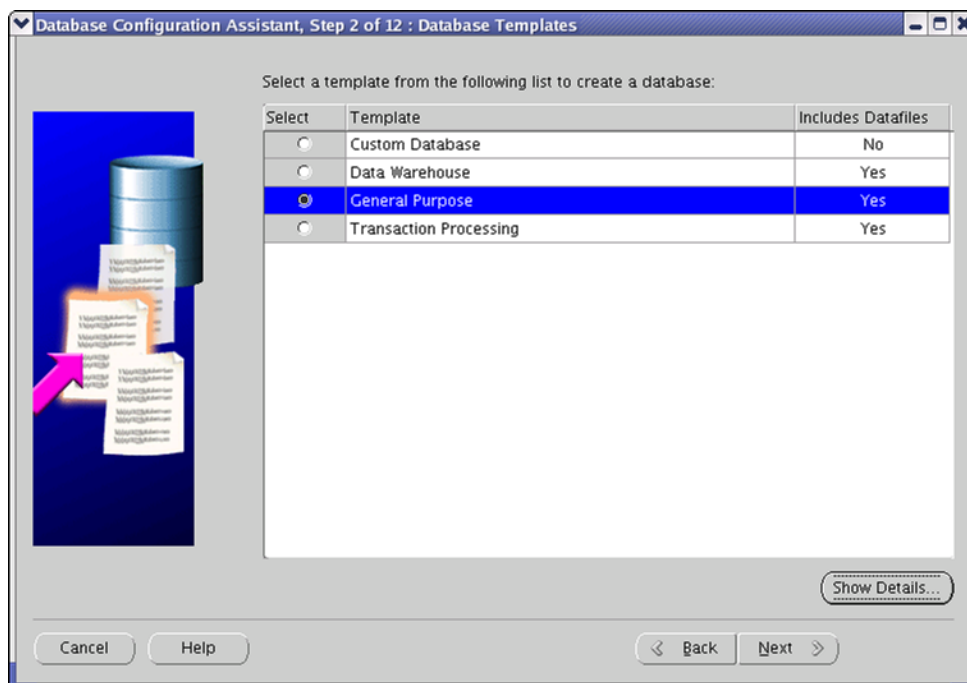 Database Configuration Assistant, Step 2 of 12 : Database Templates
Select a template from the following list to create a database:
Select Template Includes Datafiles
Custom Database No
Data Warehouse Yes
General Purpose Yes
Transaction Processing Yes
Show Details...
Cancel Help Back Next